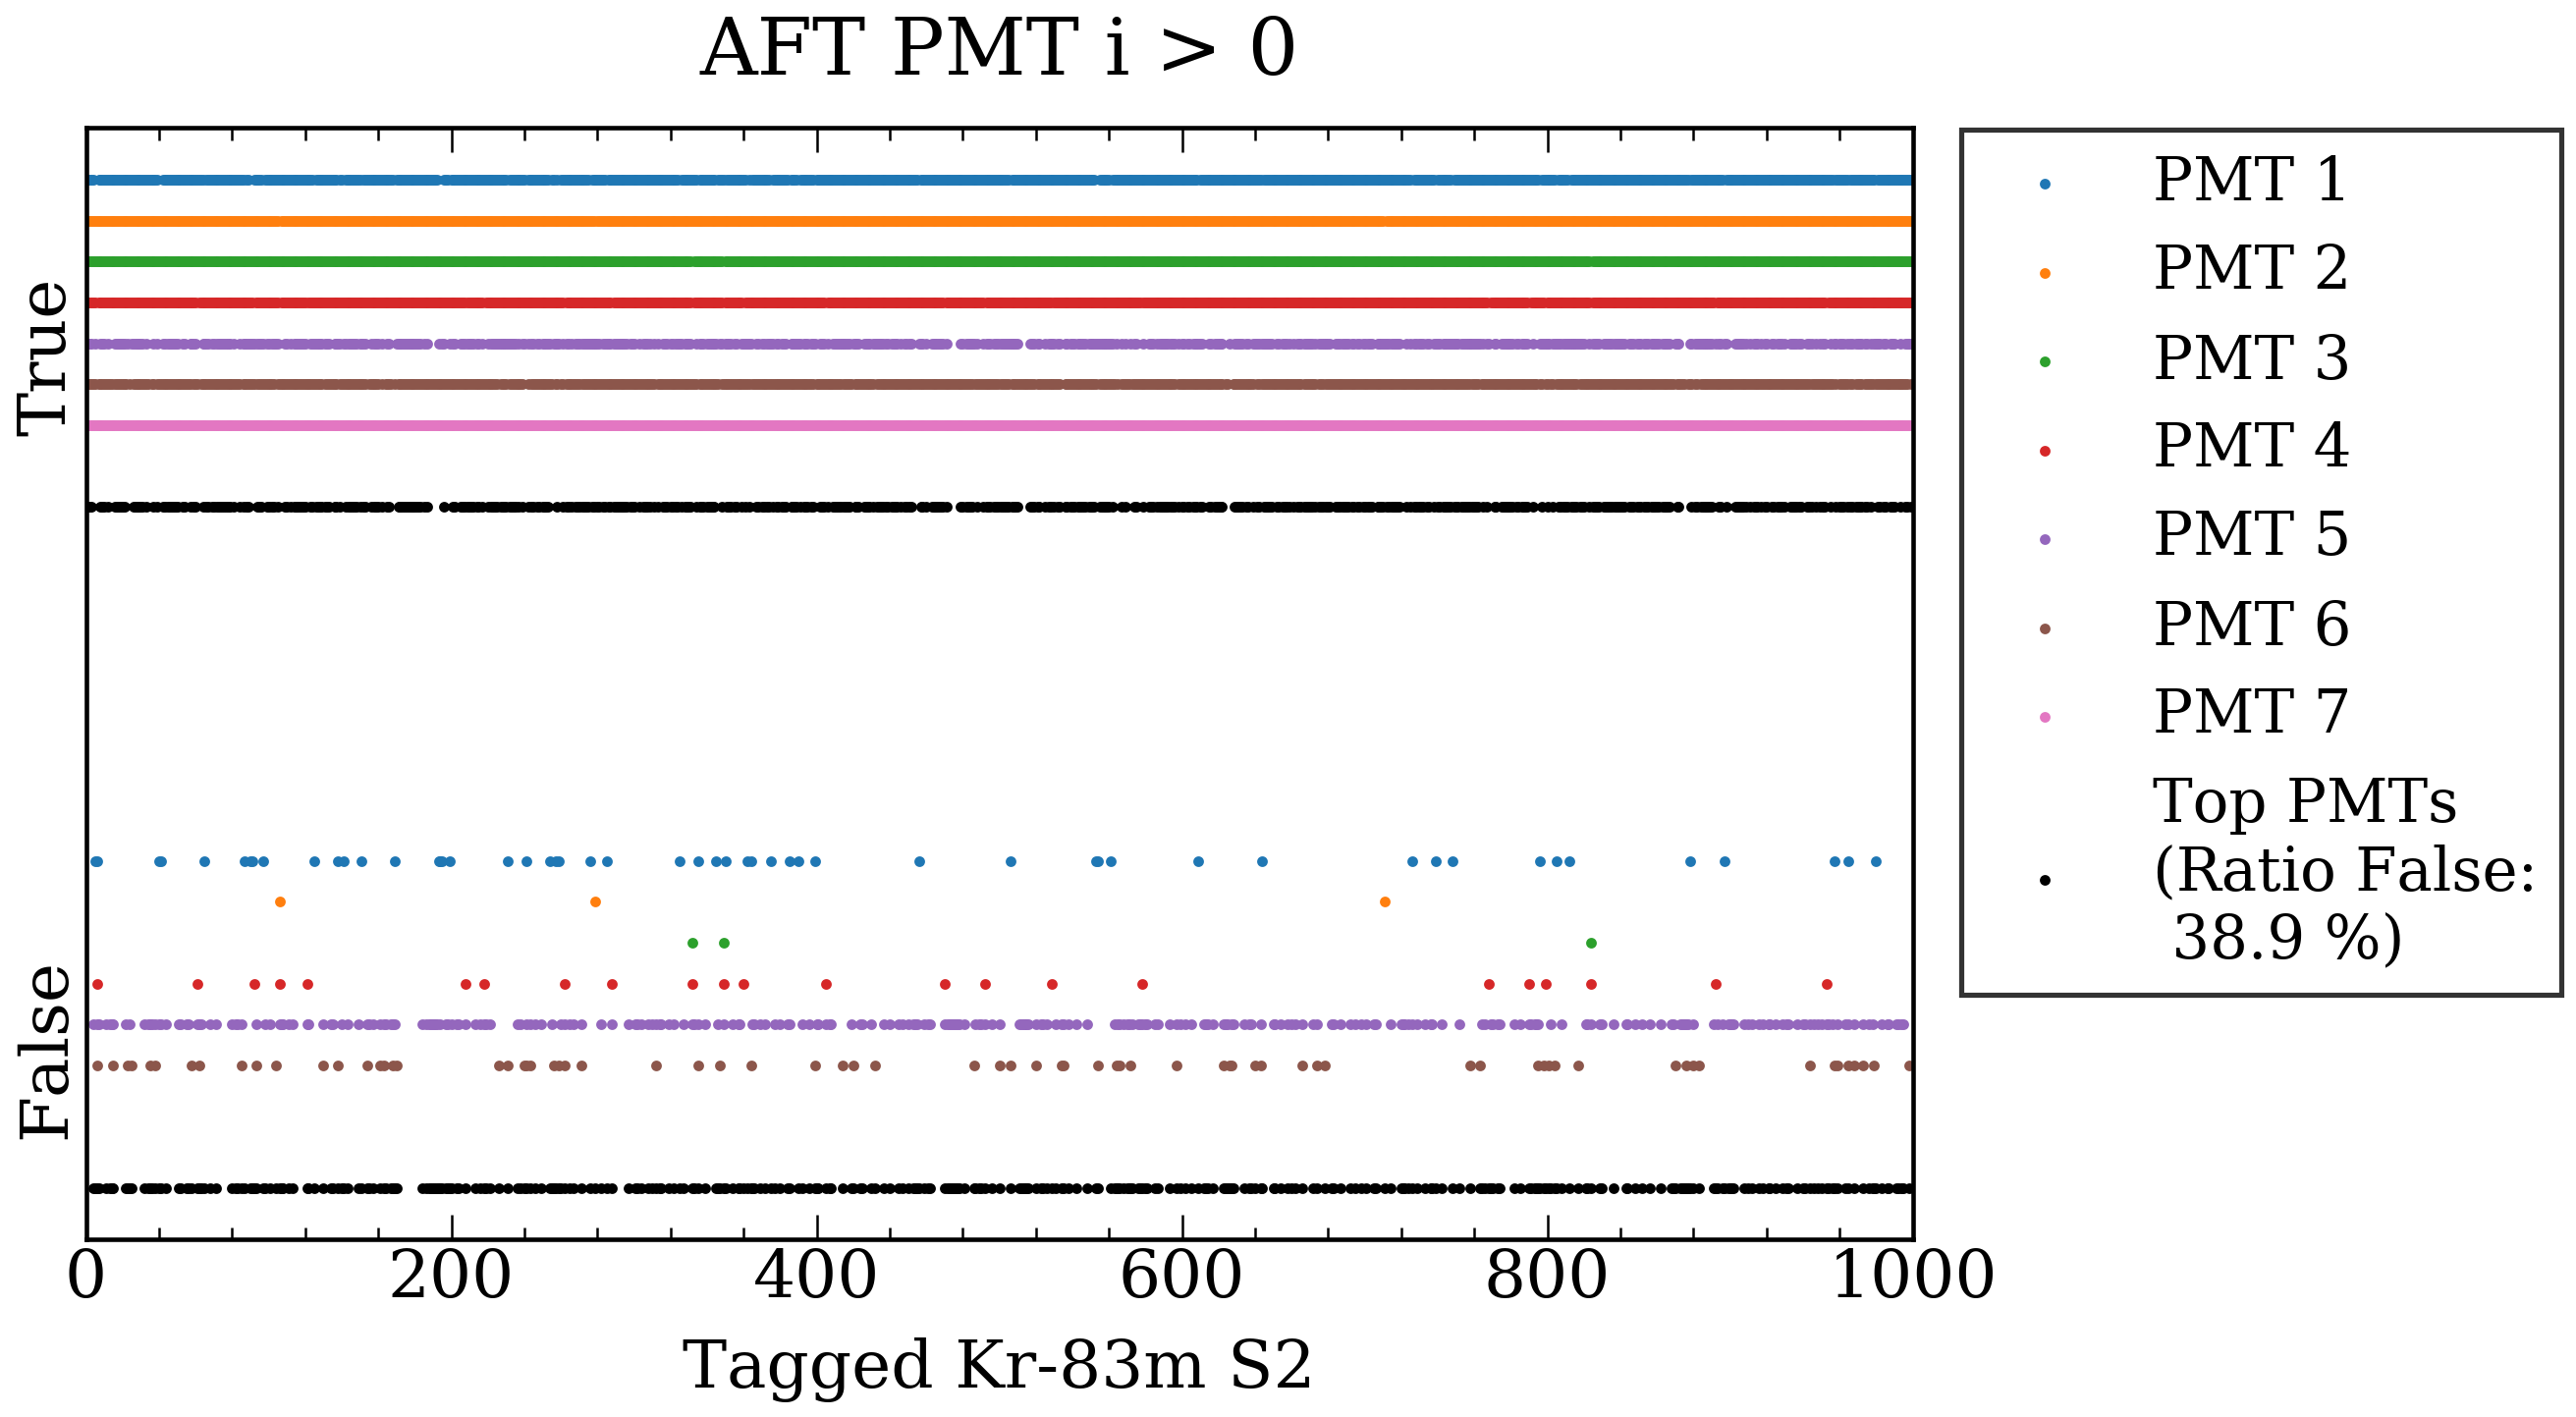 AFT PMT i > 0
True
False
0 200 400 600 800 1000
Tagged Kr-83m S2
PMT 1
PMT 2
PMT 3
PMT 4
PMT 5
PMT 6
PMT 7
Top PMTs
(Ratio False:
38.9 %)